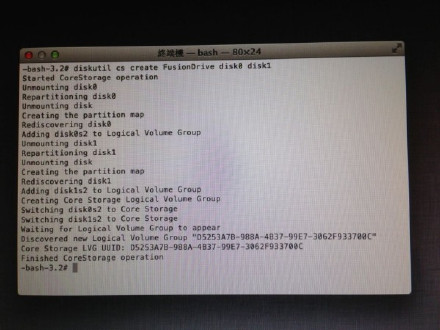 終端機 — bash — 80x24
-bash-3.2# diskutil cs create FusionDrive disk0 disk1
Started CoreStorage operation
Unmounting disk0
Repartitioning disk0
Unmounting disk
Creating the partition map
Rediscovering disk0
Adding disk0s2 to Logical Volume Group
Unmounting disk1
Repartitioning disk1
Unmounting disk
Creating the partition map
Rediscovering disk1
Adding disk1s2 to Logical Volume Group
Creating Core Storage Logical Volume Group
Switching disk0s2 to Core Storage
Switching disk1s2 to Core Storage
Waiting for Logical Volume Group to appear
Discovered new Logical Volume Group "D5253A7B-988A-4B37-99E7-3062F933700C"
Core Storage LVG UUID: D5253A7B-988A-4B37-99E7-3062F933700C
Finished CoreStorage operation
-bash-3.2#